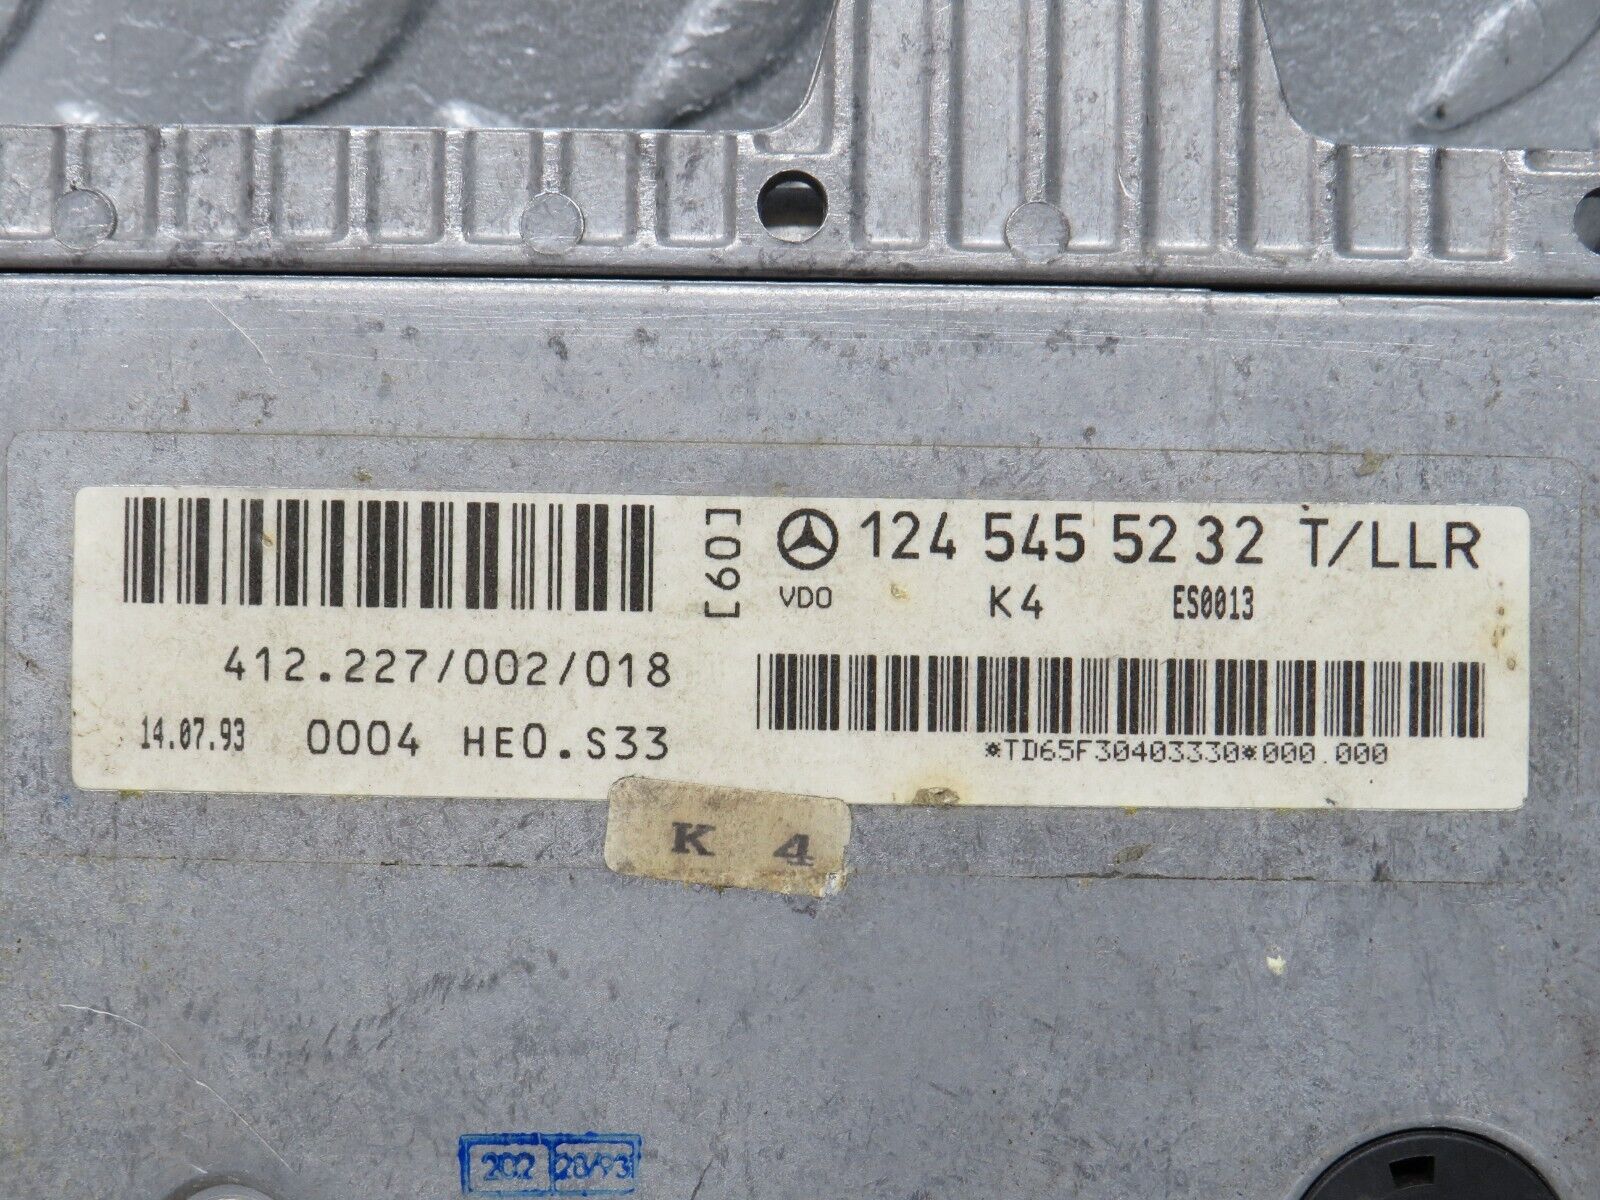 [60]
124 545 52 32 T/LLR
VDO K4 ES0013
412.227/002/018
14.07.93 0004 HEO.S33
*TD65F30403330*000.000
K 4
202 28/93